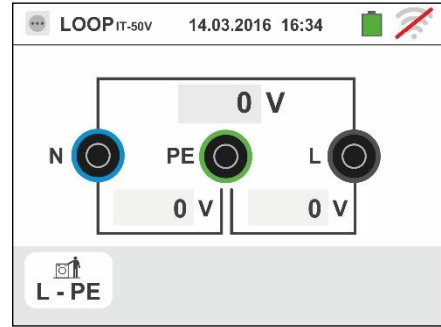 LOOP IT-50V 14.03.2016 16:34
0 V
N PE L
0 V 0 V
L - PE